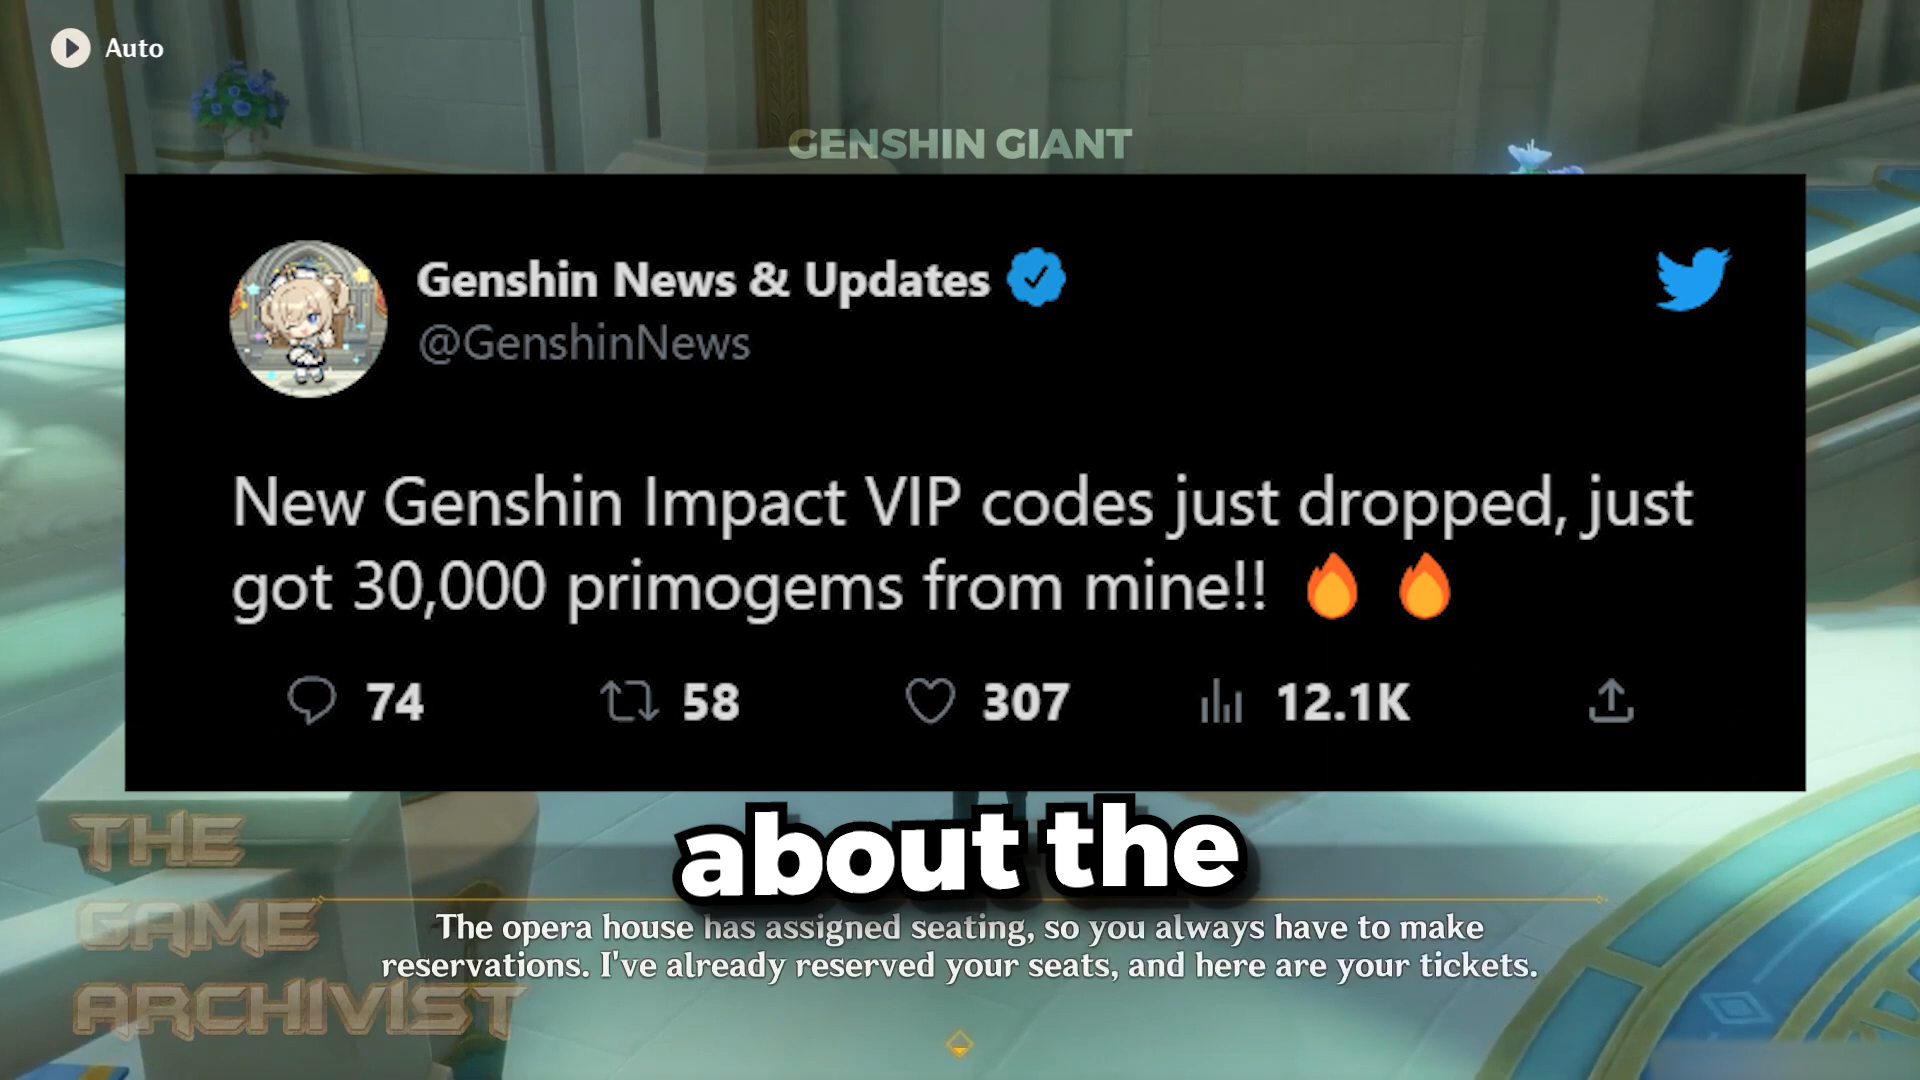 Auto
GENSHIN GIANT
Genshin News & Updates
@GenshinNews
New Genshin Impact VIP codes just dropped, just
got 30,000 primogems from mine!! 🔥 🔥
74 58 307 12.1K
about the
THE
GAME
ARCHIVIST
The opera house has assigned seating, so you always have to make
reservations. I've already reserved your seats, and here are your tickets.